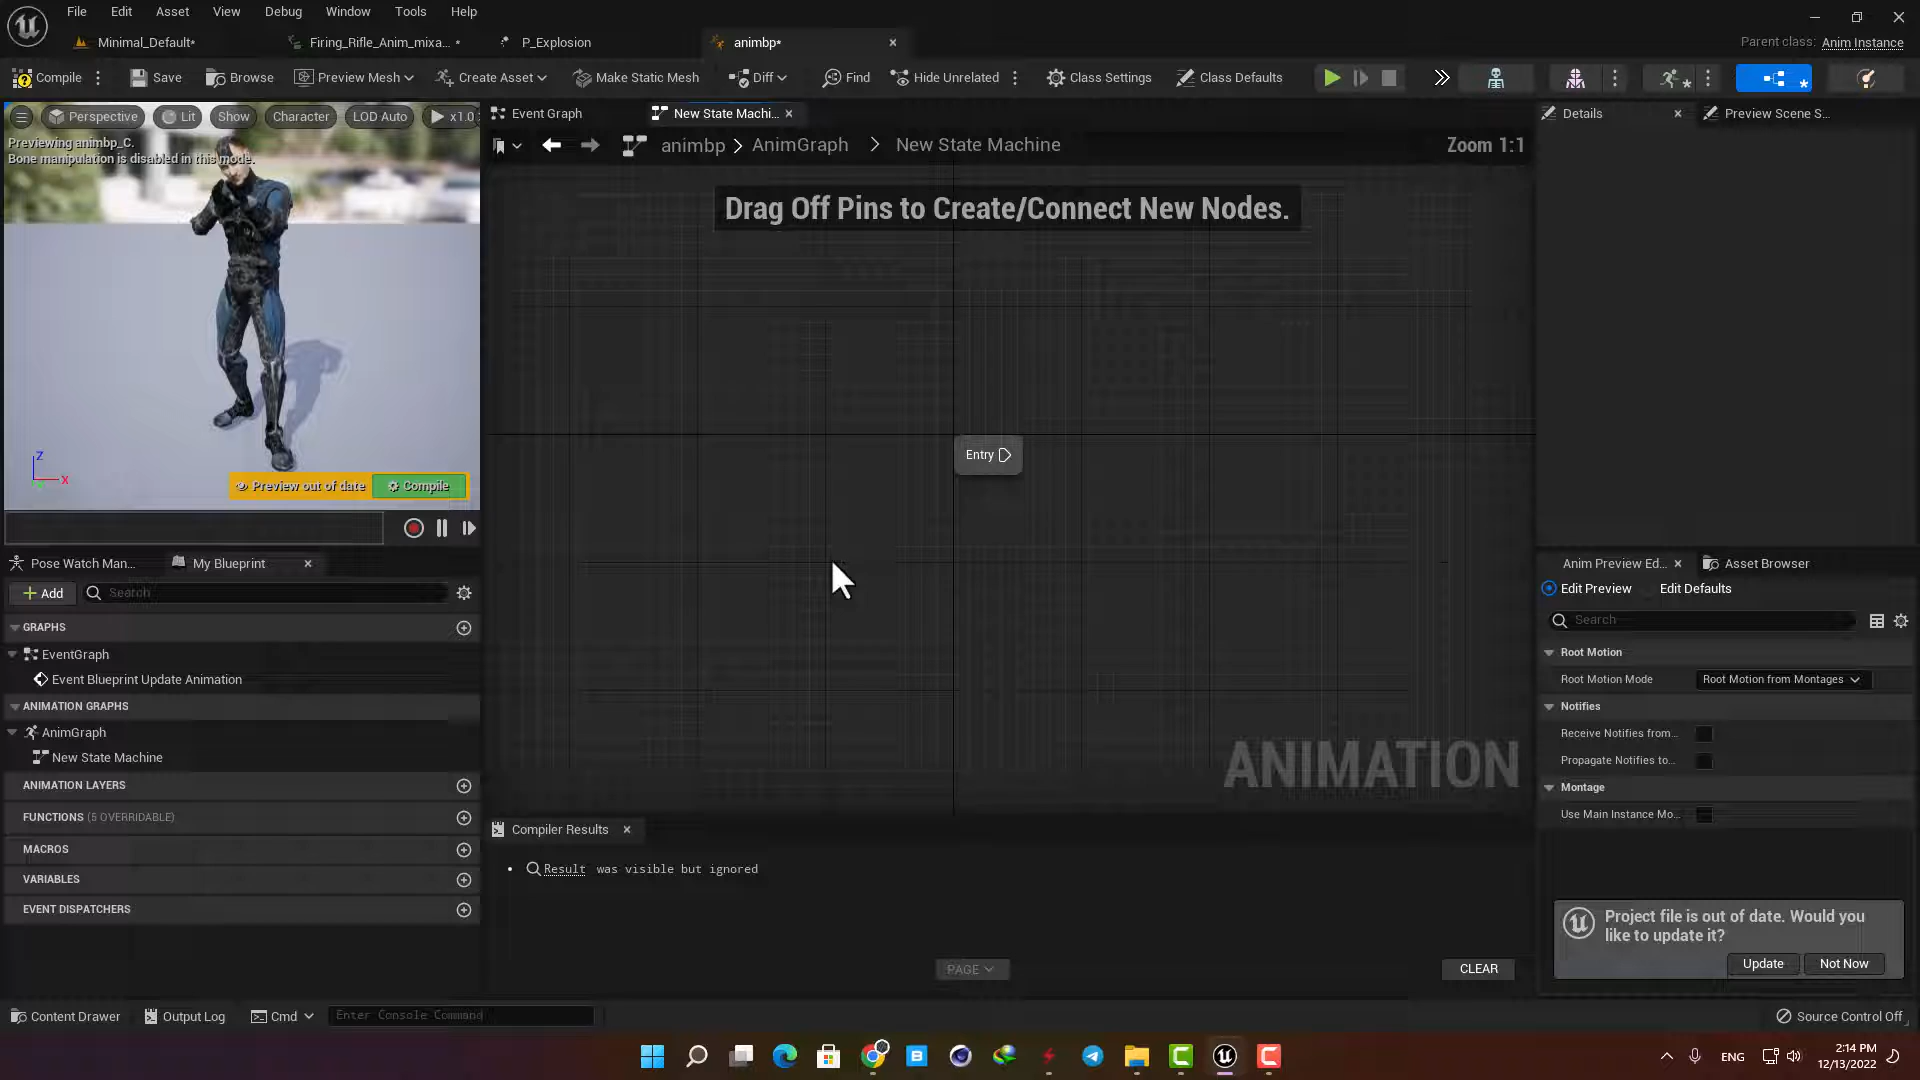 File Edit Asset View Debug Window Tools Help
Minimal_Default* Firing_Rifle_Anim_mixa... * P_Explosion animbp* Parent class: Anim Instance
Compile Save Browse Preview Mesh Create Asset Make Static Mesh Diff Find Hide Unrelated Class Settings Class Defaults
Perspective Lit Show Character LOD Auto x1.0
Event Graph New State Machi... Details Preview Scene S...
Previewing animbp_C.
Bone manipulation is disabled in this mode.
animbp > AnimGraph > New State Machine Zoom 1:1
Drag Off Pins to Create/Connect New Nodes.
Entry
Z
X
Preview out of date Compile
Pose Watch Man... My Blueprint
Add Search
GRAPHS
EventGraph
Event Blueprint Update Animation
ANIMATION GRAPHS
AnimGraph
New State Machine
ANIMATION LAYERS
FUNCTIONS (5 OVERRIDABLE)
MACROS
VARIABLES
EVENT DISPATCHERS
ANIMATION
Compiler Results
Result was visible but ignored
PAGE CLEAR
Anim Preview Ed... Asset Browser
Edit Preview Edit Defaults
Search
Root Motion
Root Motion Mode Root Motion from Montages
Notifies
Receive Notifies from...
Propagate Notifies to...
Montage
Use Main Instance Mo...
Project file is out of date. Would you
like to update it?
Update Not Now
Content Drawer Output Log Cmd Enter Console Command Source Control Off
ENG 2:14 PM
12/13/2022